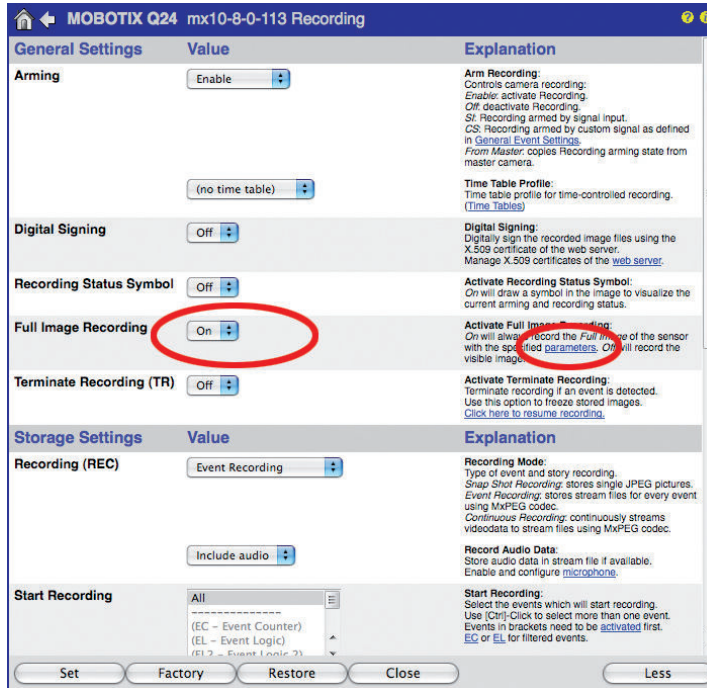 MOBOTIX Q24 mx10-8-0-113 Recording
General Settings Value Explanation
Arming
Enable
Arm Recording:
Controls camera recording:
Enable: activate Recording.
Off: deactivate Recording.
SI: Recording armed by signal input.
CS: Recording armed by custom signal as defined
in General Event Settings.
From Master: copies Recording arming state from
master camera.
(no time table)
Time Table Profile:
Time table profile for time-controlled recording.
(Time Tables)
Digital Signing
Off
Digital Signing:
Digitally sign the recorded image files using the
X.509 certificate of the web server.
Manage X.509 certificates of the web server.
Recording Status Symbol
Off
Activate Recording Status Symbol:
On will draw a symbol in the image to visualize the
current arming and recording status.
Full Image Recording
On
Activate Full Image Recording:
On will always record the Full Image of the sensor
with the specified parameters. Off will record the
visible image.
Terminate Recording (TR)
Off
Activate Terminate Recording:
Terminate recording if an event is detected.
Use this option to freeze stored images.
Click here to resume recording.
Storage Settings Value Explanation
Recording (REC)
Event Recording
Recording Mode:
Type of event and story recording.
Snap Shot Recording: stores single JPEG pictures.
Event Recording: stores stream files for every event
using MxPEG codec.
Continuous Recording: continuously streams
videodata to stream files using MxPEG codec.
Include audio
Record Audio Data:
Store audio data in stream file if available.
Enable and configure microphone.
Start Recording
All
--------------
(EC – Event Counter)
(EL – Event Logic)
(EL2 – Event Logic 2)
Start Recording:
Select the events which will start recording.
Use [Ctrl]-Click to select more than one event.
Events in brackets need to be activated first.
EC or EL for filtered events.
Set Factory Restore Close Less